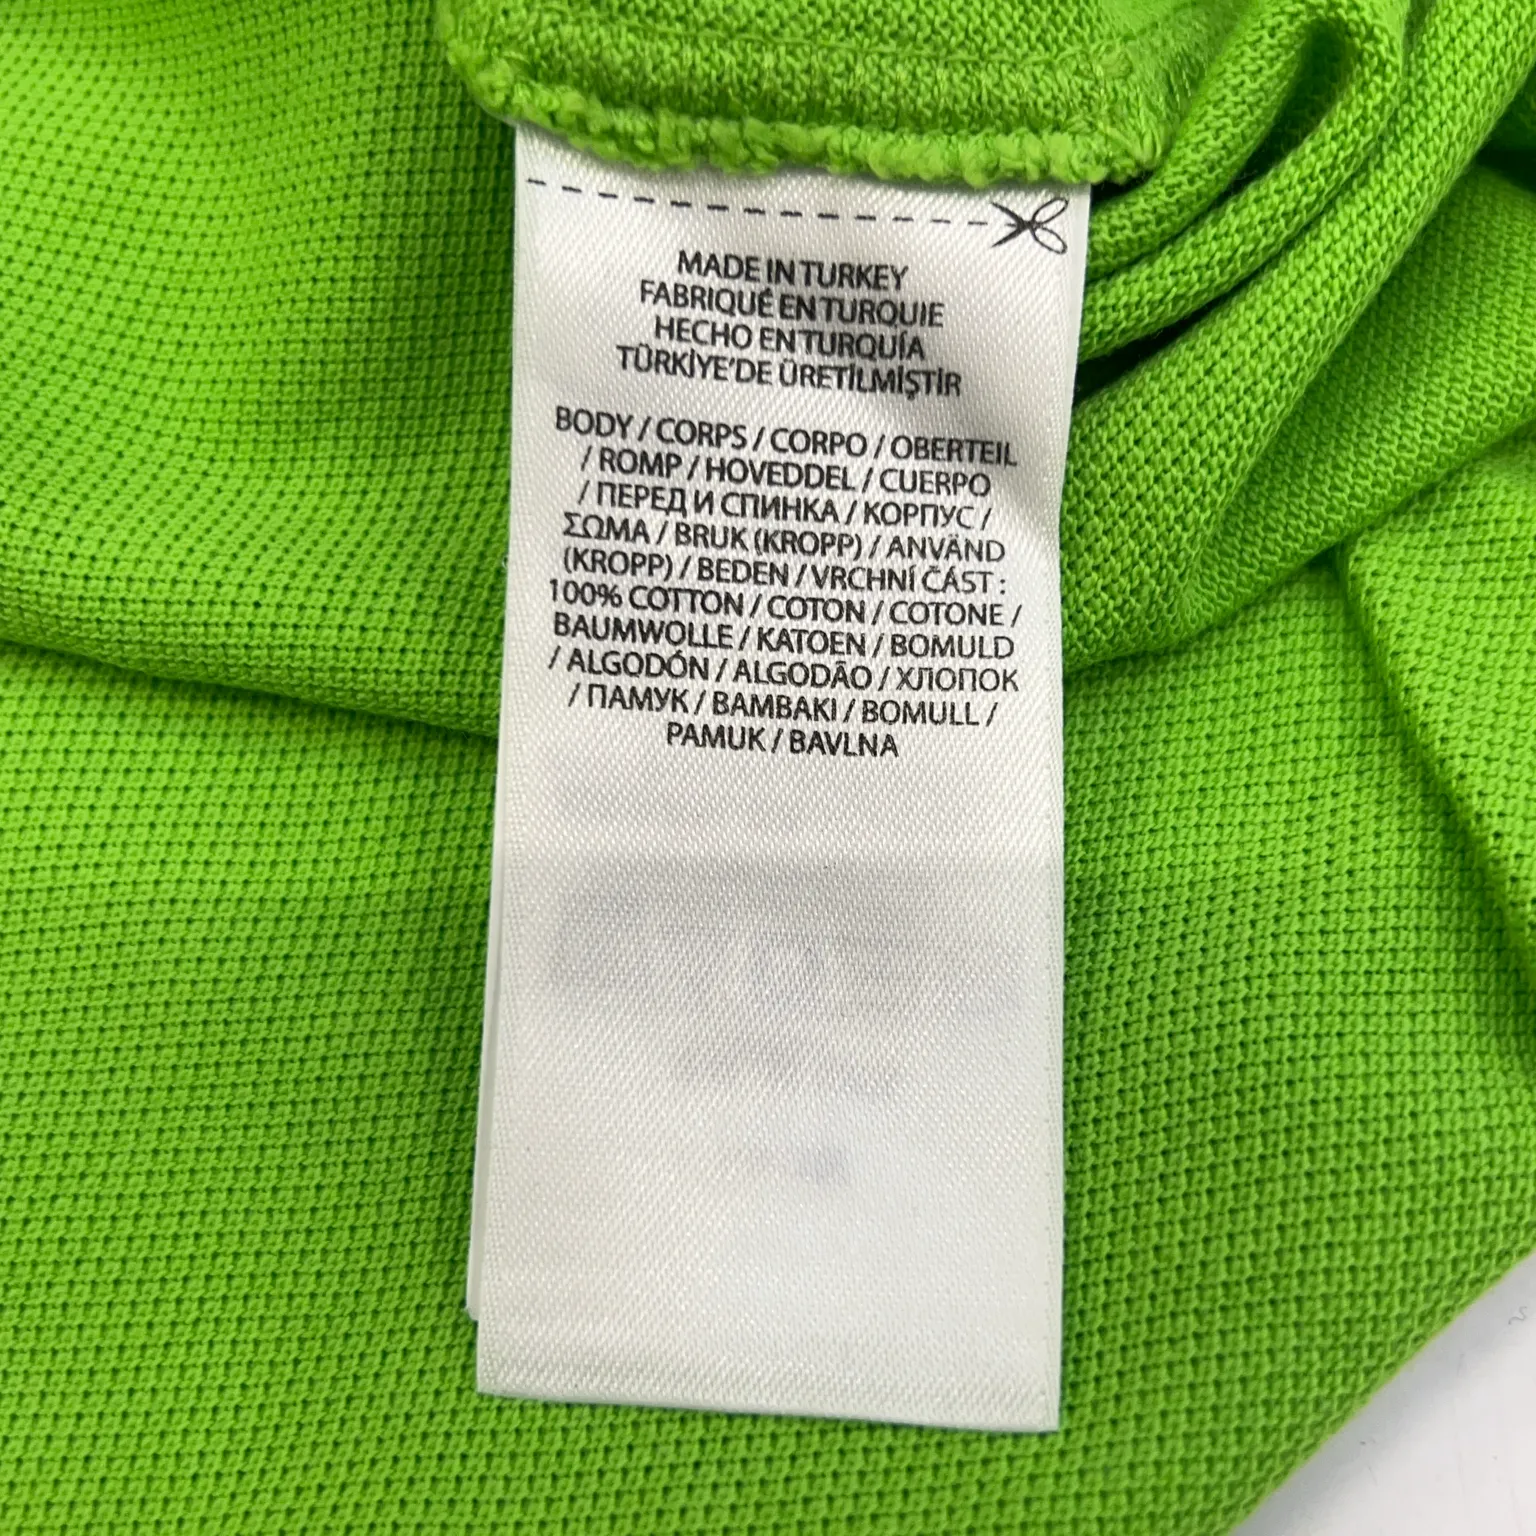 MADE IN TURKEY
FABRIQUÉ EN TURQUIE
HECHO EN TURQUÍA
TÜRKİYE'DE ÜRETİLMİŞTİR
BODY / CORPS / CORPO / OBERTEIL
/ ROMP / HOVEDDEL / CUERPO
/ ПЕРЕД И СПИНКА / КОРПУС /
ΣΩΜΑ / BRUK (KROPP) / ANVÄND
(KROPP) / BEDEN / VRCHNÍ ČÁST :
100% COTTON / COTON / COTONE /
BAUMWOLLE / KATOEN / BOMULD
/ ALGODÓN / ALGODÃO / ХЛОПОК
/ ПАМУК / BAMBAKI / BOMULL /
PAMUK / BAVLNA